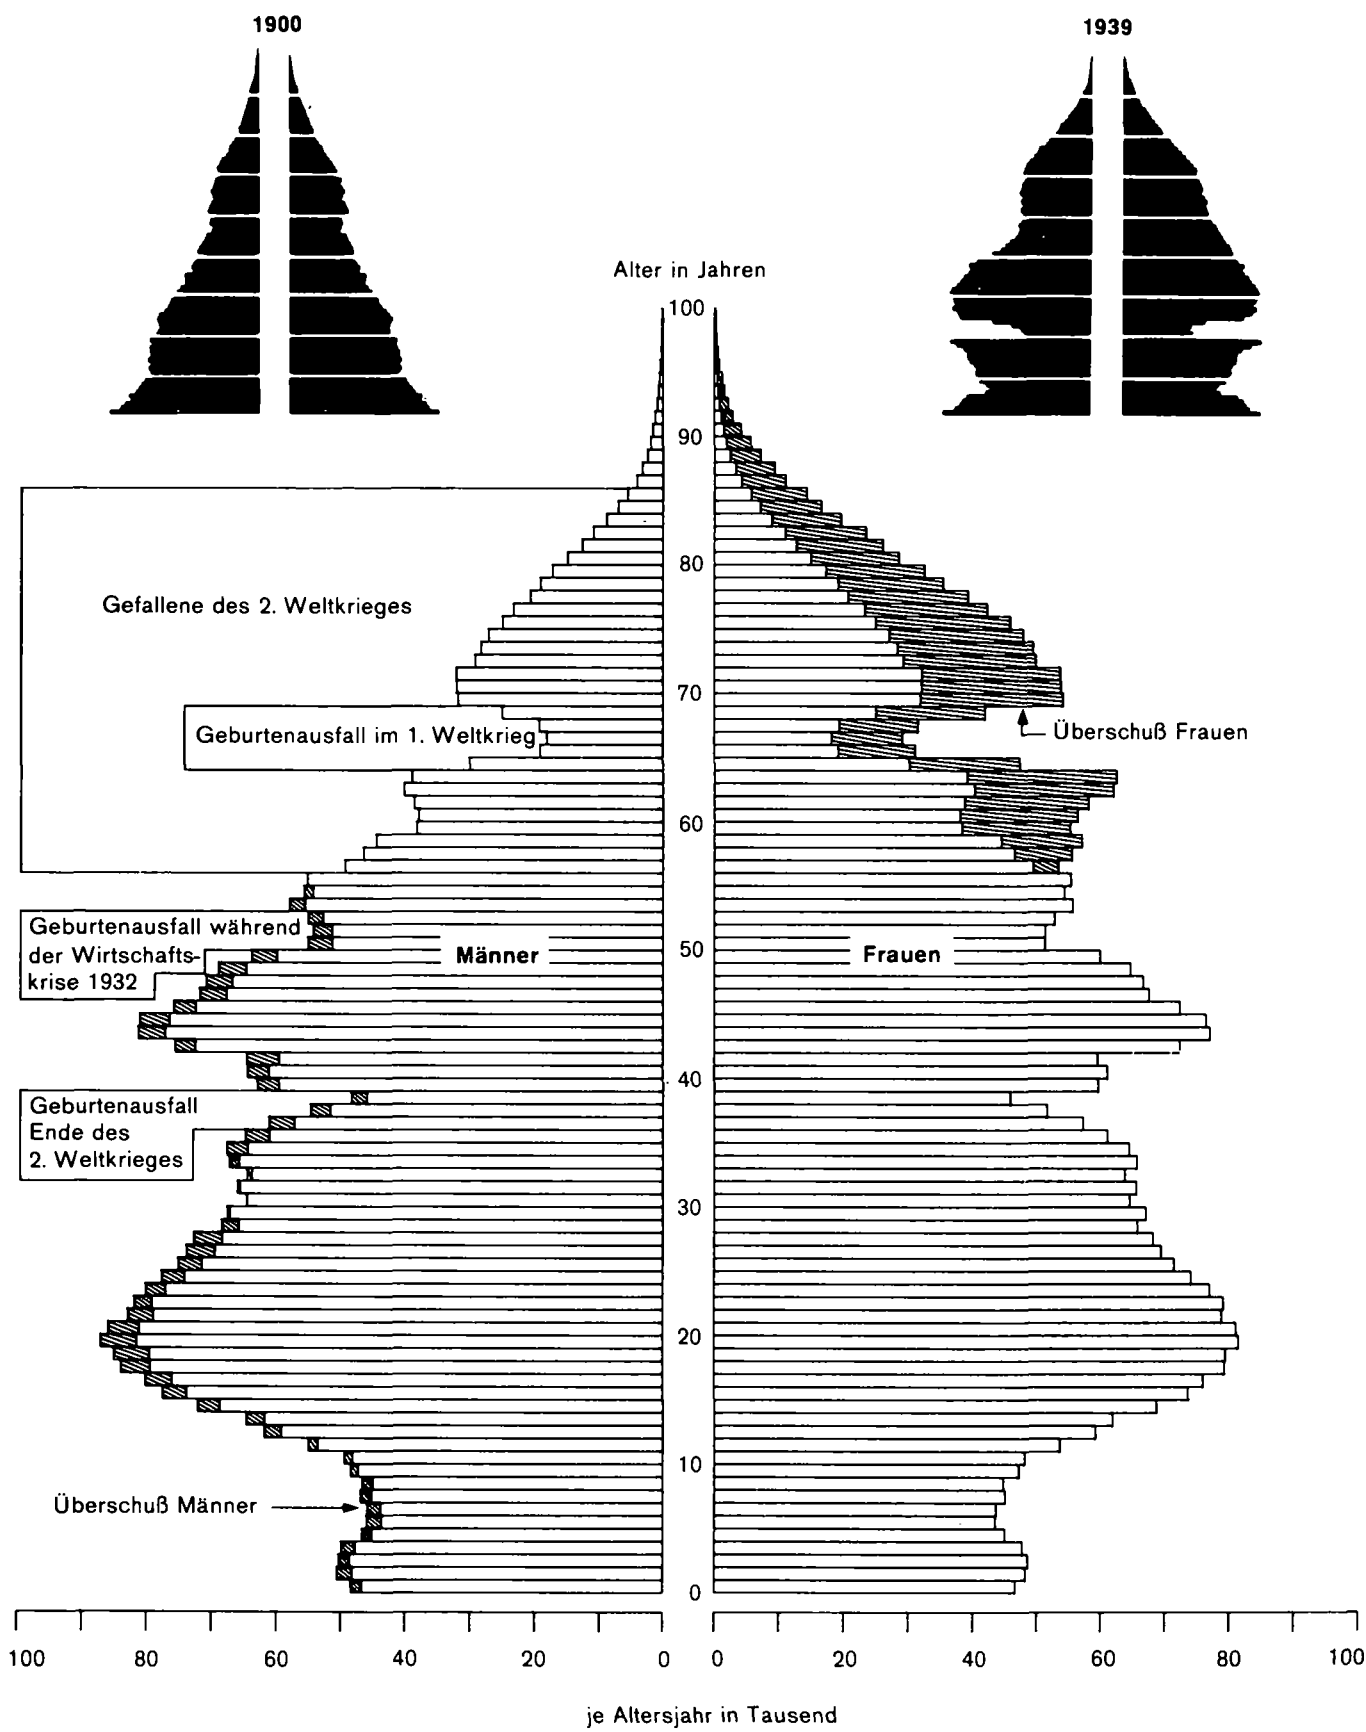 1900
1939
Alter in Jahren
100
90
Gefallene des 2. Weltkrieges
80
70
Geburtenausfall im 1. Weltkrieg
Überschuß Frauen
60
Geburtenausfall während
der Wirtschafts-
krise 1932
Männer
50
Frauen
40
Geburtenausfall
Ende des
2. Weltkrieges
30
20
10
Überschuß Männer
0
100 80 60 40 20 0 0 20 40 60 80 100
je Altersjahr in Tausend